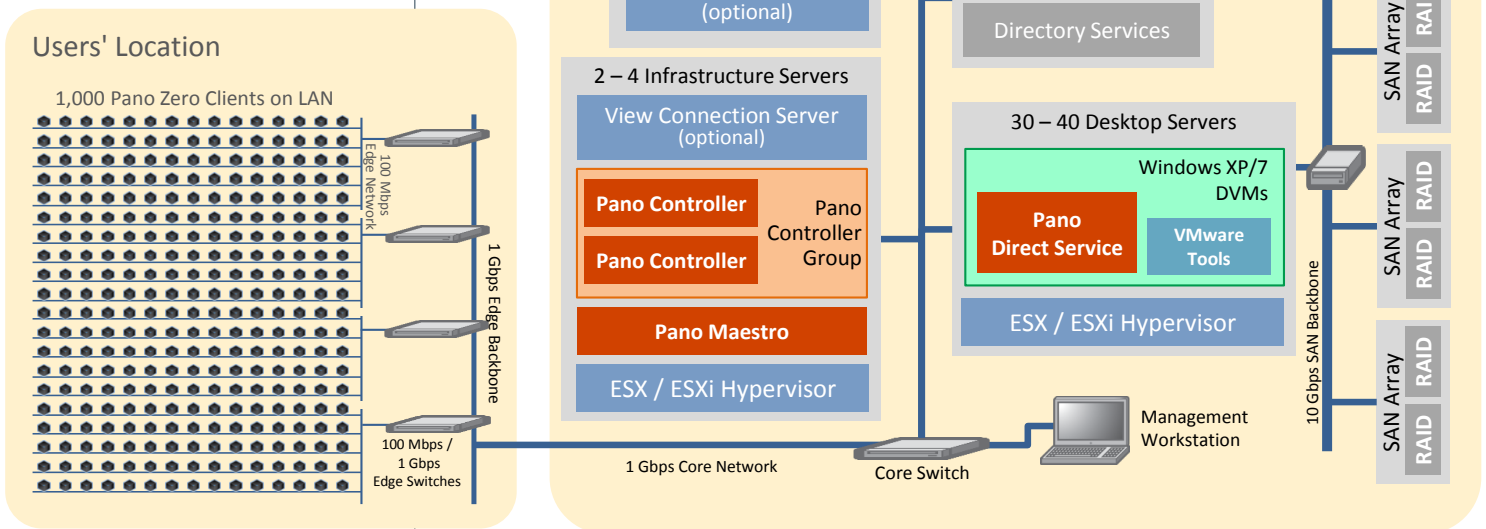 Users' Location
1,000 Pano Zero Clients on LAN
100 Mbps
Edge Network
1 Gbps Edge Backbone
100 Mbps /
1 Gbps
Edge Switches
(optional)
2 – 4 Infrastructure Servers
View Connection Server
(optional)
Pano Controller
Pano Controller
Pano
Controller
Group
Pano Maestro
ESX / ESXi Hypervisor
1 Gbps Core Network
Core Switch
Management
Workstation
Directory Services
30 – 40 Desktop Servers
Windows XP/7
DVMs
Pano
Direct Service
VMware
Tools
ESX / ESXi Hypervisor
10 Gbps SAN Backbone
SAN Array
RAID
RAID
SAN Array
RAID
RAID
SAN Array
RAID
RAID